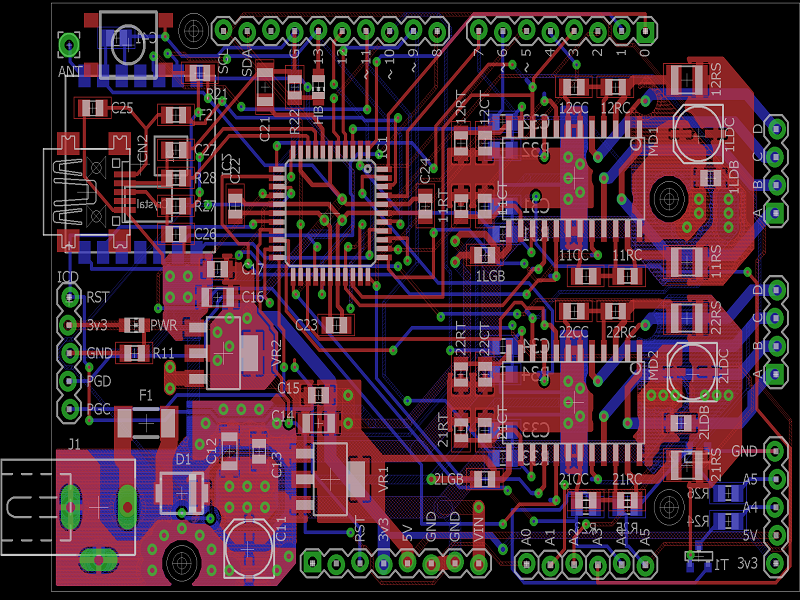 ANT
C25
F2
R21
SCL
SDA
13
12
11
10
9
8
7
6
5
4
3
2
1
0
C21
R22
HB
IC1
12RT
12CT
12CC
12RC
12RS
MD1
1LDC
1LDB
D
C
B
A
CN2
C27
R28
R27
C26
C22
C24
11RT
11CT
11CC
11RC
11RS
1LGB
C17
C16
ICD
RST
3v3
PWR
GND
R11
PGD
PGC
C23
VR2
22RT
22CT
22CC
22RC
22RS
MD2
2LDC
2LDB
D
C
B
A
F1
C15
C14
J1
D1
C12
C13
VR1
C11
21RT
21CT
2LGB
21CC
21RC
21RS
GND
A5
A4
5V
3v3
T1
RST
3v3
5V
GND
GND
VIN
A0
A1
A2
A3
A4
A5